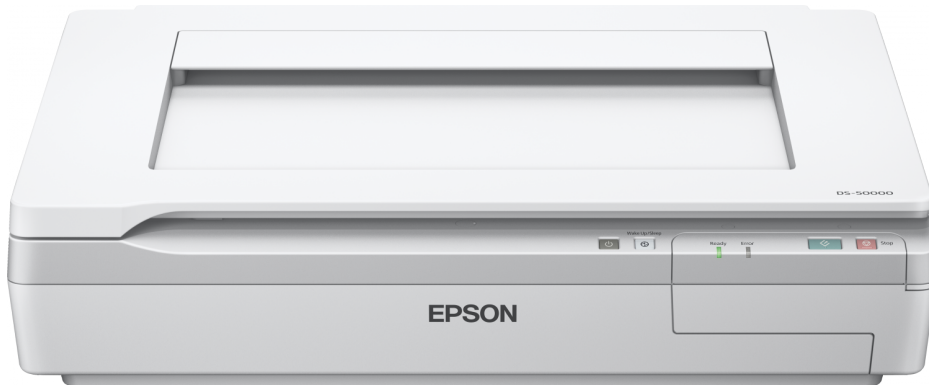 DS-50000
Wake Up/Sleep
Ready Error
Stop
EPSON